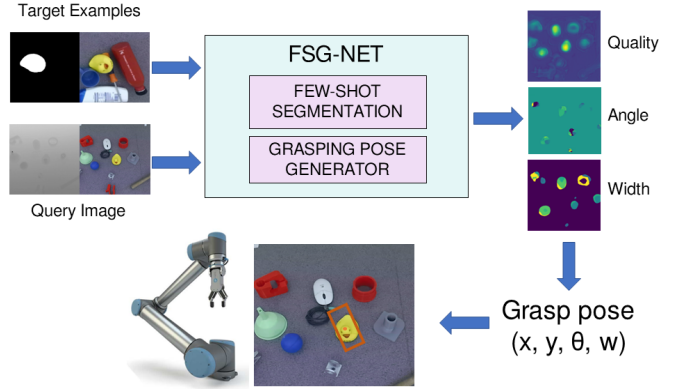 Target Examples
FSG-NET
FEW-SHOT
SEGMENTATION
GRASPING POSE
GENERATOR
Query Image
Quality
Angle
Width
Grasp pose
(x, y, θ, w)